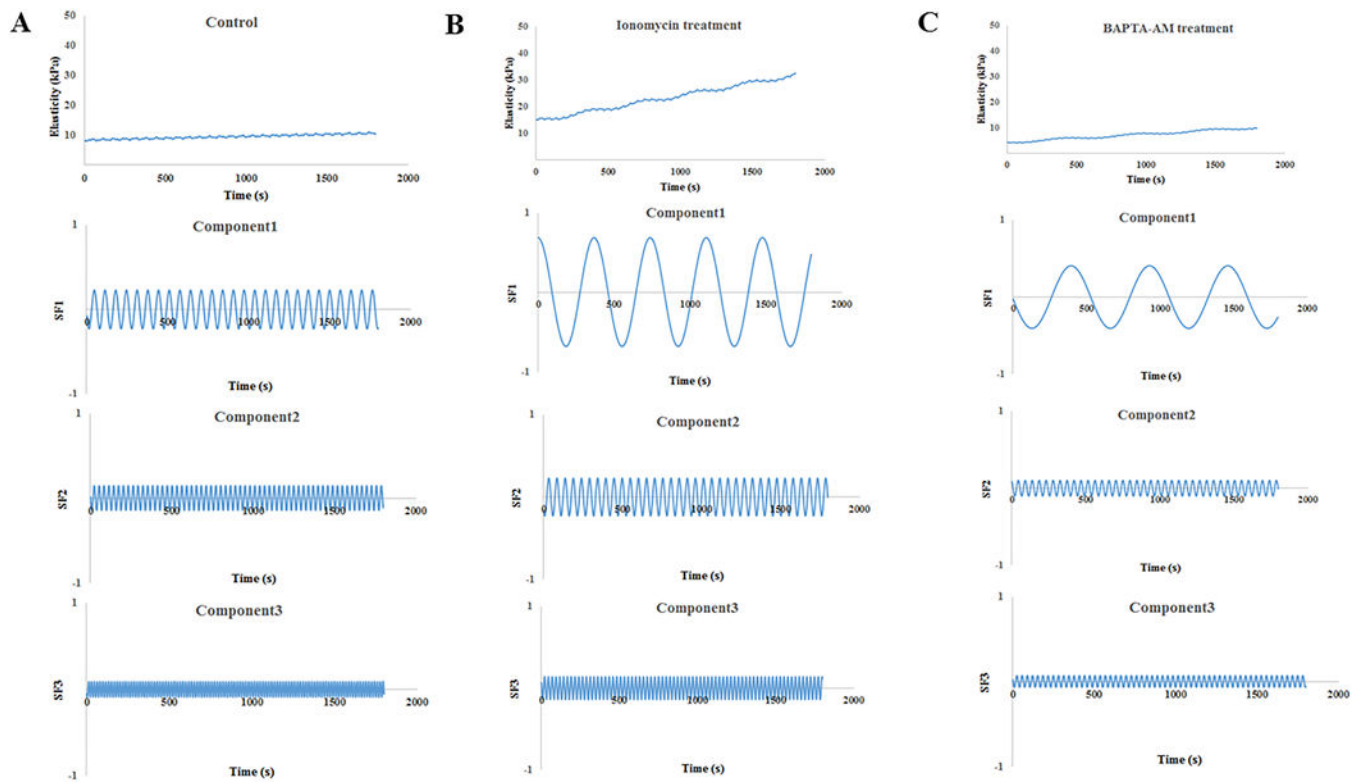 A
Control
Elasticity (kPa)
50
40
30
20
10
0
500
1000
1500
2000
Time (s)
Component1
1
SF1
0
500
1000
1500
2000
-1
Time (s)
Component2
1
SF2
0
500
1000
1500
2000
-1
Time (s)
Component3
1
SF3
0
500
1000
1500
2000
-1
Time (s)
B
Ionomycin treatment
Elasticity (kPa)
50
40
30
20
10
0
500
1000
1500
2000
Time (s)
Component1
1
SF1
0
500
1000
1500
2000
-1
Time (s)
Component2
1
SF2
0
500
1000
1500
2000
-1
Time (s)
Component3
1
SF3
0
500
1000
1500
2000
-1
Time (s)
C
BAPTA-AM treatment
Elasticity (kPa)
50
40
30
20
10
0
500
1000
1500
2000
Time (s)
Component1
1
SF1
0
500
1000
1500
2000
-1
Time (s)
Component2
1
SF2
0
500
1000
1500
2000
-1
Time (s)
Component3
1
SF3
0
500
1000
1500
2000
-1
Time (s)